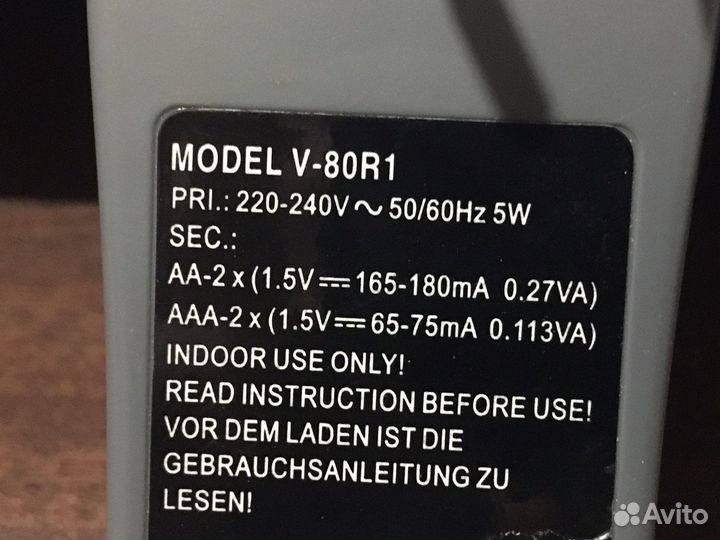 MODEL V-80R1
PRI.: 220-240V ~ 50/60Hz 5W
SEC.:
AA-2 x (1.5V ⎓ 165-180mA 0.27VA)
AAA-2 x (1.5V ⎓ 65-75mA 0.113VA)
INDOOR USE ONLY!
READ INSTRUCTION BEFORE USE!
VOR DEM LADEN IST DIE
GEBRAUCHSANLEITUNG ZU
LESEN!
Avito